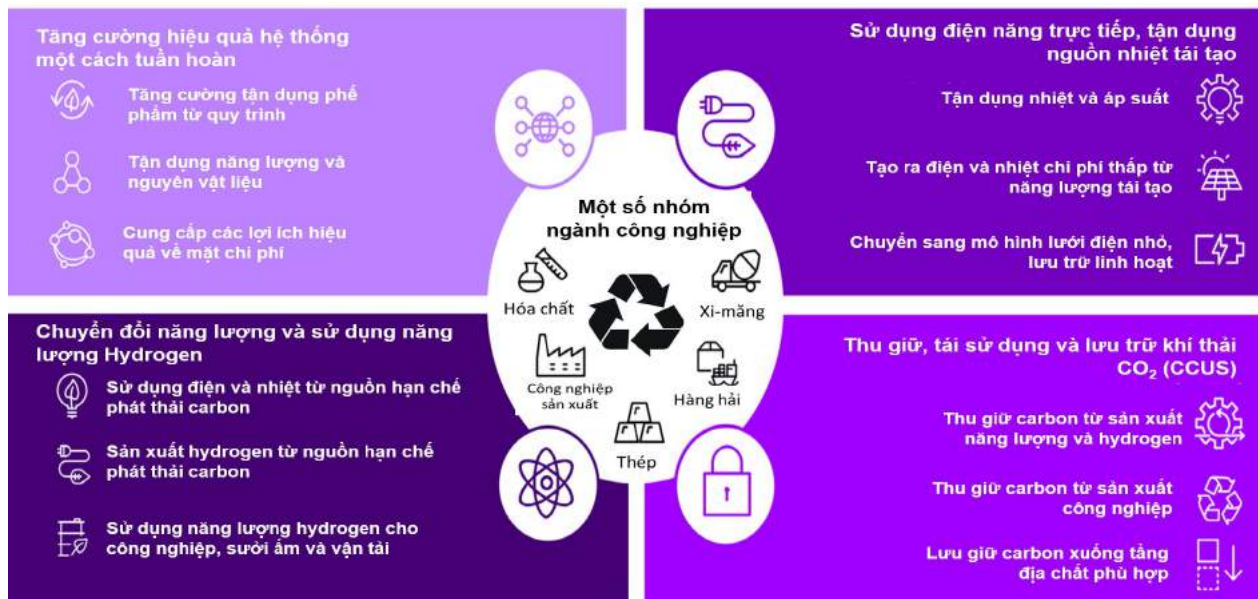 Tăng cường hiệu quả hệ thống
một cách tuần hoàn
Tăng cường tận dụng phế
phẩm từ quy trình
Tận dụng năng lượng và
nguyên vật liệu
Cung cấp các lợi ích hiệu
quả về mặt chi phí
Sử dụng điện năng trực tiếp, tận dụng
nguồn nhiệt tái tạo
Tận dụng nhiệt và áp suất
Tạo ra điện và nhiệt chi phí thấp từ
năng lượng tái tạo
Chuyển sang mô hình lưới điện nhỏ,
lưu trữ linh hoạt
Một số nhóm
ngành công nghiệp
Hóa chất
Xi-măng
Công nghiệp
sản xuất
Hàng hải
Thép
Chuyển đổi năng lượng và sử dụng năng
lượng Hydrogen
Sử dụng điện và nhiệt từ nguồn hạn chế
phát thải carbon
Sản xuất hydrogen từ nguồn hạn chế
phát thải carbon
Sử dụng năng lượng hydrogen cho
công nghiệp, sưởi ấm và vận tải
Thu giữ, tái sử dụng và lưu trữ khí thải
CO₂ (CCUS)
Thu giữ carbon từ sản xuất
năng lượng và hydrogen
Thu giữ carbon từ sản xuất
công nghiệp
Lưu giữ carbon xuống tầng
địa chất phù hợp